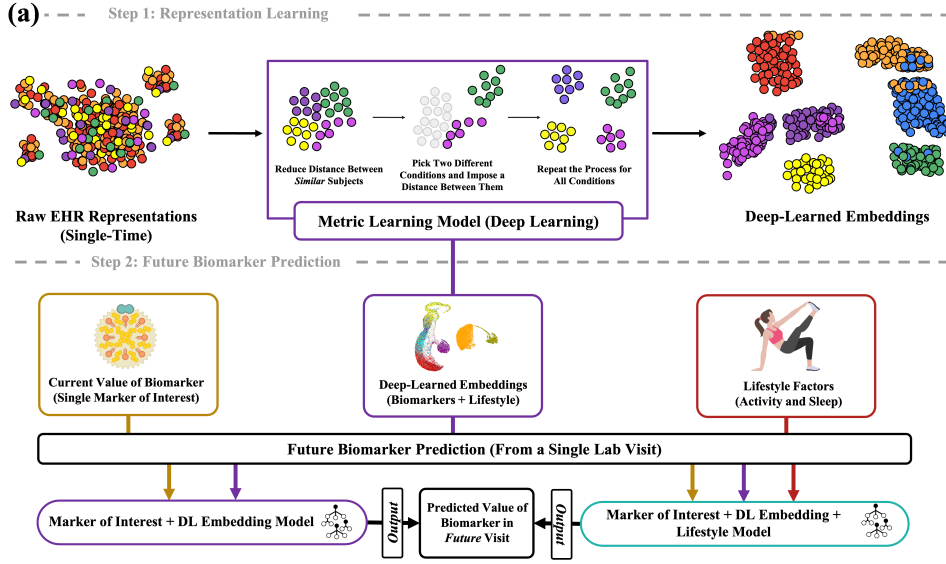 (a)
Step 1: Representation Learning
Reduce Distance Between
Similar Subjects
Pick Two Different
Conditions and Impose a
Distance Between Them
Repeat the Process for
All Conditions
Raw EHR Representations
(Single-Time)
Metric Learning Model (Deep Learning)
Deep-Learned Embeddings
Step 2: Future Biomarker Prediction
Current Value of Biomarker
(Single Marker of Interest)
Deep-Learned Embeddings
(Biomarkers + Lifestyle)
Lifestyle Factors
(Activity and Sleep)
Future Biomarker Prediction (From a Single Lab Visit)
Marker of Interest + DL Embedding Model
Output
Predicted Value of
Biomarker in
Future Visit
Output
Marker of Interest + DL Embedding +
Lifestyle Model